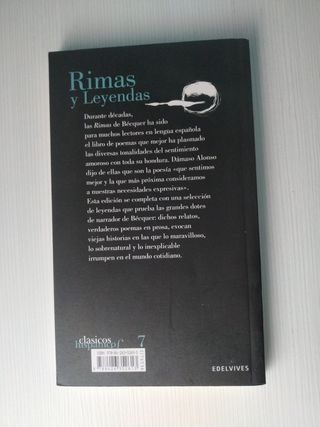 Rimas
y Leyendas
Durante décadas,
las Rimas de Bécquer ha sido
para muchos lectores en lengua española
el libro de poemas que mejor ha plasmado
las diversas tonalidades del sentimiento
amoroso con toda su hondura. Dámaso Alonso
dijo de ellas que son la poesía «que sentimos
mejor y la que más próxima consideramos
a nuestras necesidades expresivas».
Esta edición se completa con una selección
de leyendas que prueba las grandes dotes
de narrador de Bécquer: dichos relatos,
verdaderos poemas en prosa, evocan
viejas historias en las que lo maravilloso,
lo sobrenatural y lo inexplicable
irrumpen en el mundo cotidiano.
clásicos
hispánicos
7
EDELVIVES